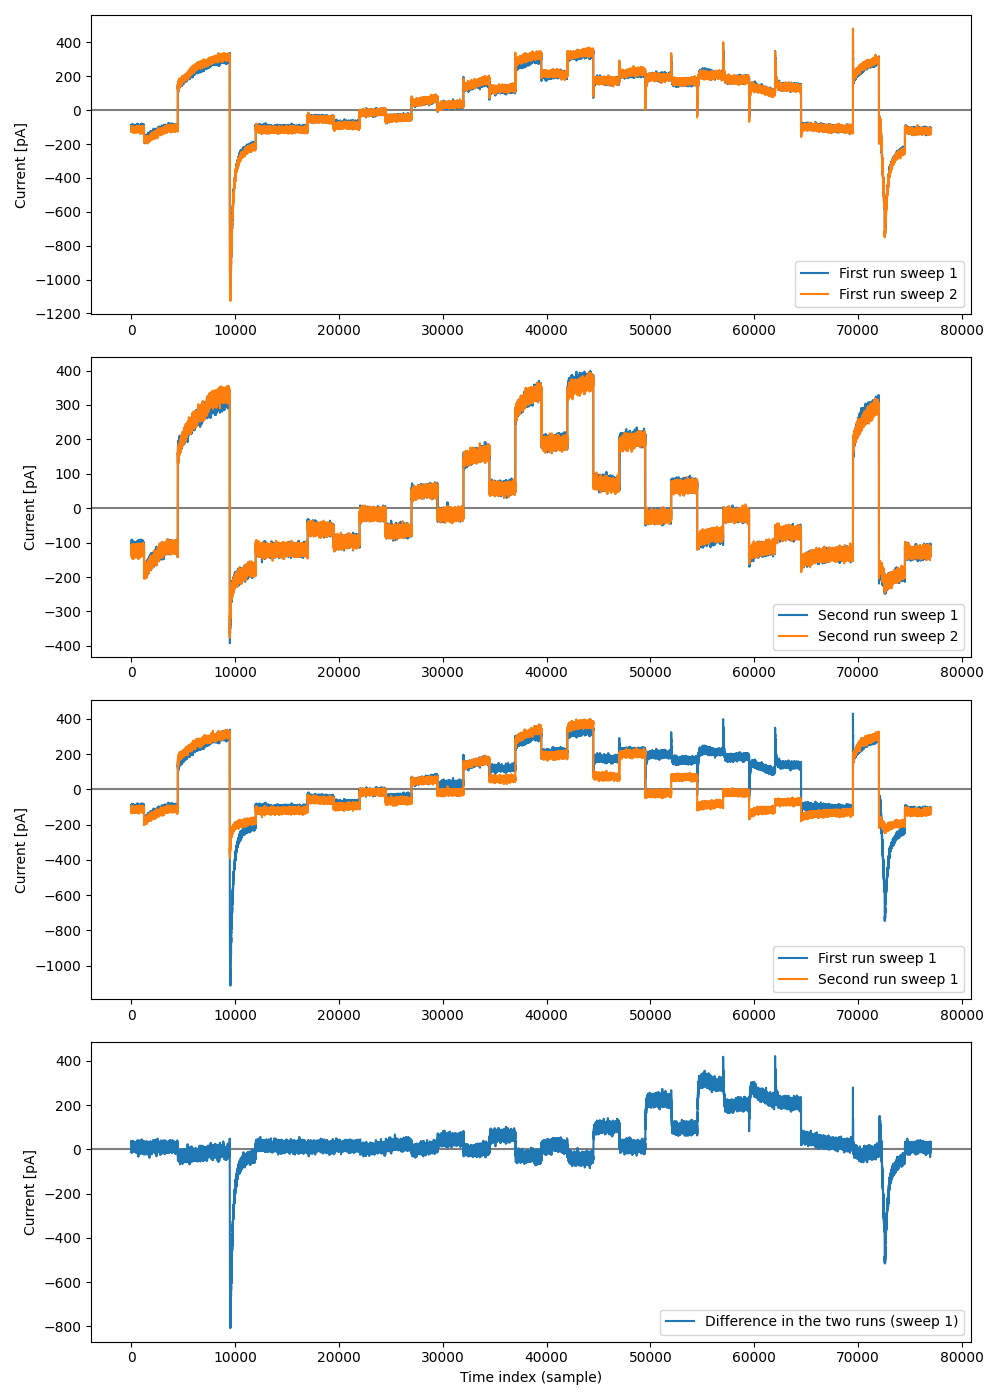 400
200
0
−200
−400
−600
−800
−1000
−1200
Current [pA]
0 10000 20000 30000 40000 50000 60000 70000 80000
First run sweep 1
First run sweep 2
400
300
200
100
0
−100
−200
−300
−400
Current [pA]
0 10000 20000 30000 40000 50000 60000 70000 80000
Second run sweep 1
Second run sweep 2
400
200
0
−200
−400
−600
−800
−1000
Current [pA]
0 10000 20000 30000 40000 50000 60000 70000 80000
First run sweep 1
Second run sweep 1
400
200
0
−200
−400
−600
−800
Current [pA]
Difference in the two runs (sweep 1)
0 10000 20000 30000 40000 50000 60000 70000 80000
Time index (sample)